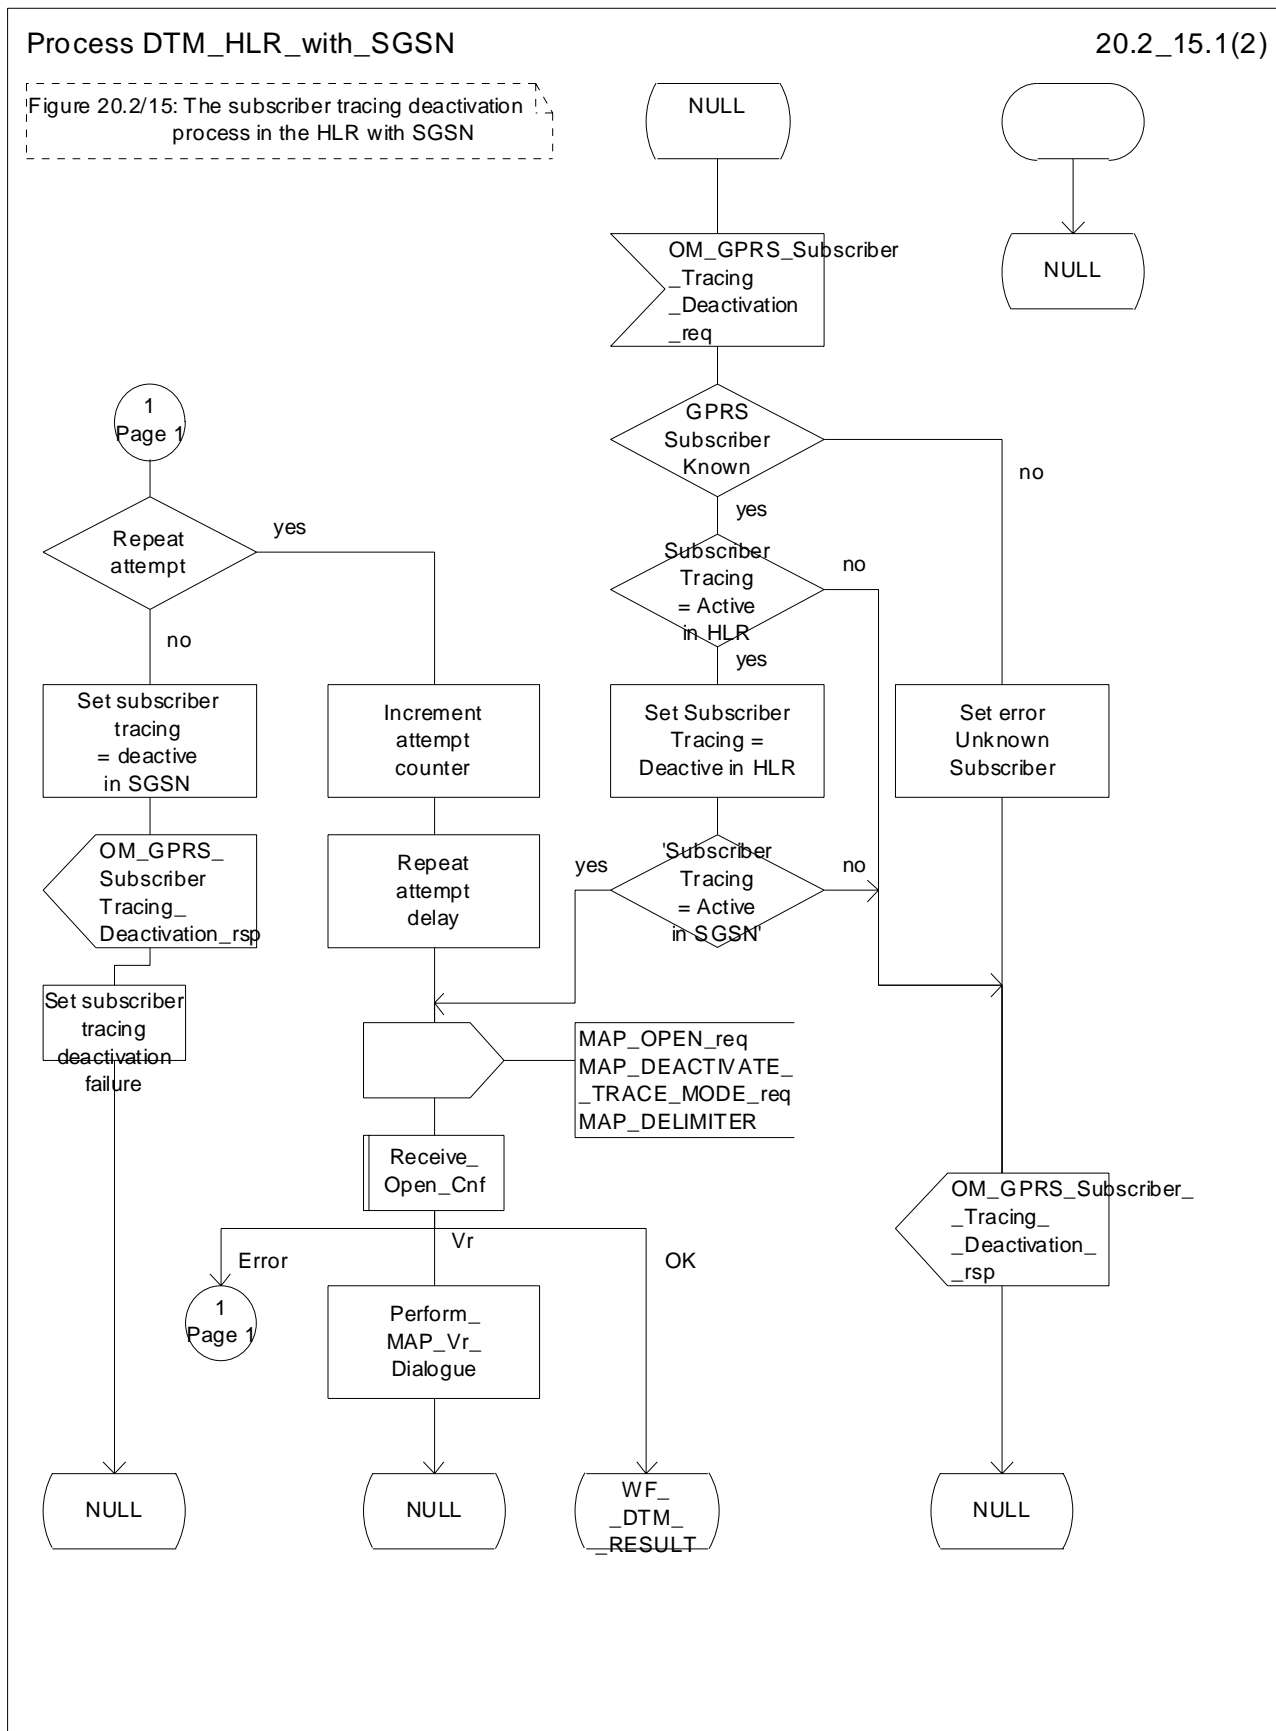 Process DTM_HLR_with_SGSN
20.2_15.1(2)
Figure 20.2/15: The subscriber tracing deactivation
process in the HLR with SGSN
NULL
NULL
OM_GPRS_Subscriber
_Tracing
_Deactivation
_req
1
Page 1
GPRS
Subscriber
Known
no
yes
Repeat
attempt
yes
no
Subscriber
Tracing
= Active
in HLR
no
yes
Set subscriber
tracing
= deactive
in SGSN
Increment
attempt
counter
Set Subscriber
Tracing =
Deactive in HLR
Set error
Unknown
Subscriber
OM_GPRS_
Subscriber
Tracing_
Deactivation_rsp
Repeat
attempt
delay
yes
'Subscriber
Tracing
= Active
in SGSN'
no
Set subscriber
tracing
deactivation
failure
MAP_OPEN_req
MAP_DEACTIVATE_
_TRACE_MODE_req
MAP_DELIMITER
Receive_
Open_Cnf
Error
Vr
OK
OM_GPRS_Subscriber_
_Tracing_
_Deactivation_
_rsp
1
Page 1
Perform_
MAP_Vr_
Dialogue
NULL
NULL
WF_
_DTM_
_RESULT
NULL